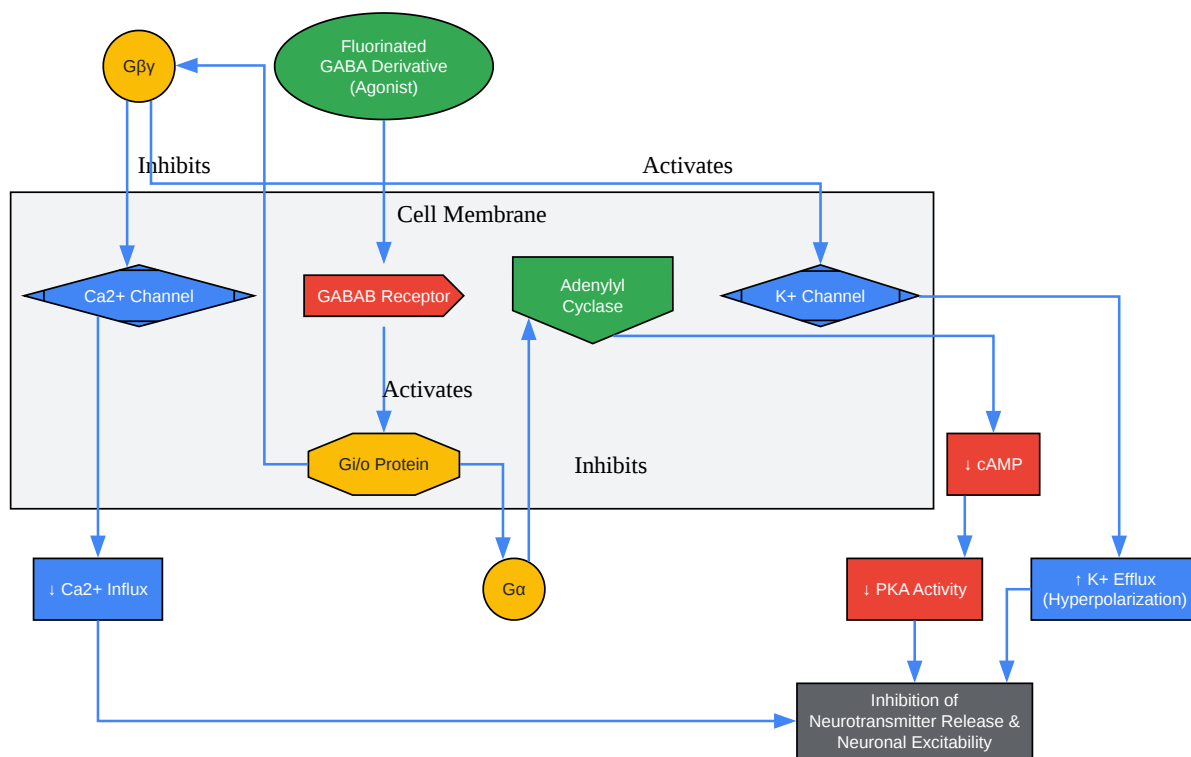 Fluorinated
GABA Derivative
(Agonist)
Gβγ
Inhibits
Activates
Cell Membrane
Ca2+ Channel
GABAB Receptor
Adenylyl
Cyclase
K+ Channel
Activates
Gi/o Protein
Inhibits
↓ cAMP
↓ Ca2+ Influx
Gα
↓ PKA Activity
↑ K+ Efflux
(Hyperpolarization)
Inhibition of
Neurotransmitter Release &
Neuronal Excitability